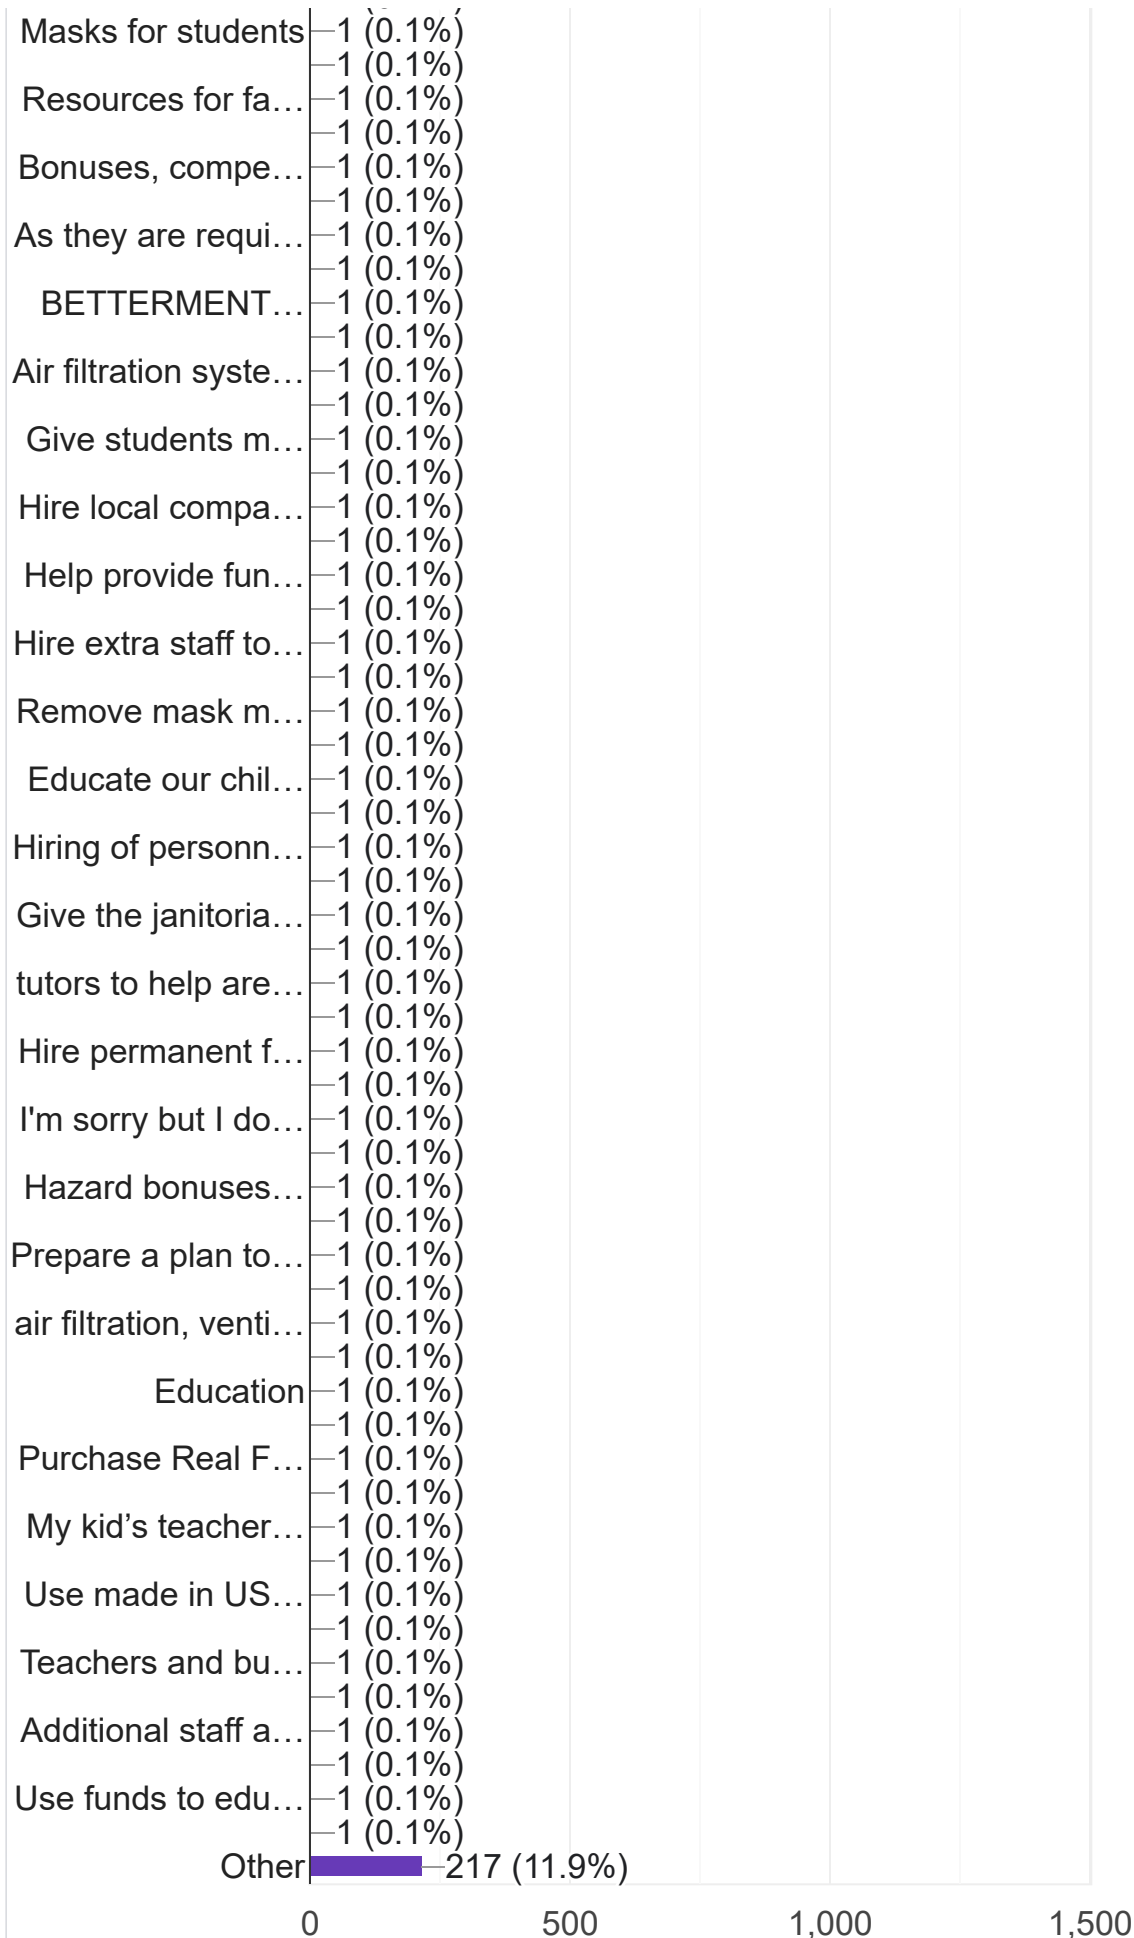 Masks for students 1 (0.1%)
1 (0.1%)
Resources for fa… 1 (0.1%)
1 (0.1%)
Bonuses, compe… 1 (0.1%)
1 (0.1%)
As they are requi… 1 (0.1%)
1 (0.1%)
BETTERMENT… 1 (0.1%)
1 (0.1%)
Air filtration syste… 1 (0.1%)
1 (0.1%)
Give students m… 1 (0.1%)
1 (0.1%)
Hire local compa… 1 (0.1%)
1 (0.1%)
Help provide fun… 1 (0.1%)
1 (0.1%)
Hire extra staff to… 1 (0.1%)
1 (0.1%)
Remove mask m… 1 (0.1%)
1 (0.1%)
Educate our chil… 1 (0.1%)
1 (0.1%)
Hiring of personn… 1 (0.1%)
1 (0.1%)
Give the janitoria… 1 (0.1%)
1 (0.1%)
tutors to help are… 1 (0.1%)
1 (0.1%)
Hire permanent f… 1 (0.1%)
1 (0.1%)
I'm sorry but I do… 1 (0.1%)
1 (0.1%)
Hazard bonuses… 1 (0.1%)
1 (0.1%)
Prepare a plan to… 1 (0.1%)
1 (0.1%)
air filtration, venti… 1 (0.1%)
1 (0.1%)
Education 1 (0.1%)
1 (0.1%)
Purchase Real F… 1 (0.1%)
1 (0.1%)
My kid’s teacher… 1 (0.1%)
1 (0.1%)
Use made in US… 1 (0.1%)
1 (0.1%)
Teachers and bu… 1 (0.1%)
1 (0.1%)
Additional staff a… 1 (0.1%)
1 (0.1%)
Use funds to edu… 1 (0.1%)
1 (0.1%)
Other 217 (11.9%)
0 500 1,000 1,500